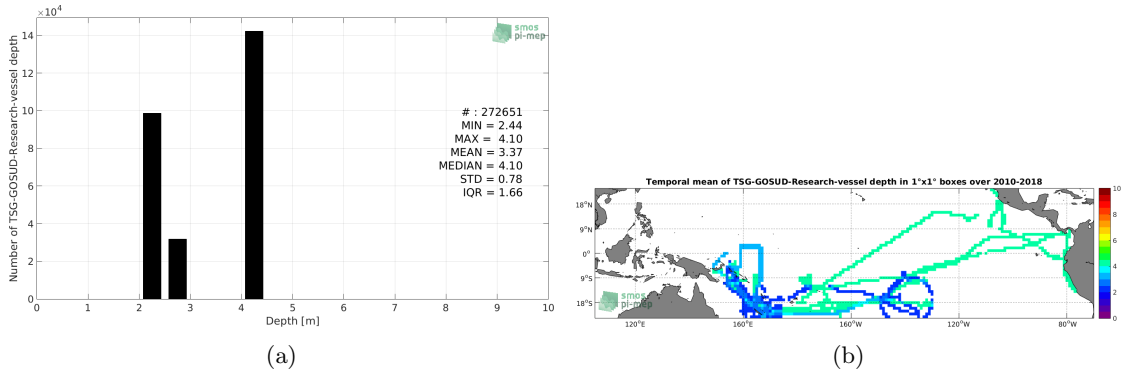 ×10⁴
14
12
10
8
6
4
2
0
Number of TSG-GOSUD-Research-vessel depth
smos
pi-mep
# : 272651
MIN = 2.44
MAX = 4.10
MEAN = 3.37
MEDIAN = 4.10
STD = 0.78
IQR = 1.66
0 1 2 3 4 5 6 7 8 9 10
Depth [m]
(a)
Temporal mean of TSG-GOSUD-Research-vessel depth in 1°x1° boxes over 2010-2018
18°N
9°N
0°
9°S
18°S
smos
pi-mep
120°E 160°E 160°W 120°W 80°W
10
8
6
4
2
0
(b)